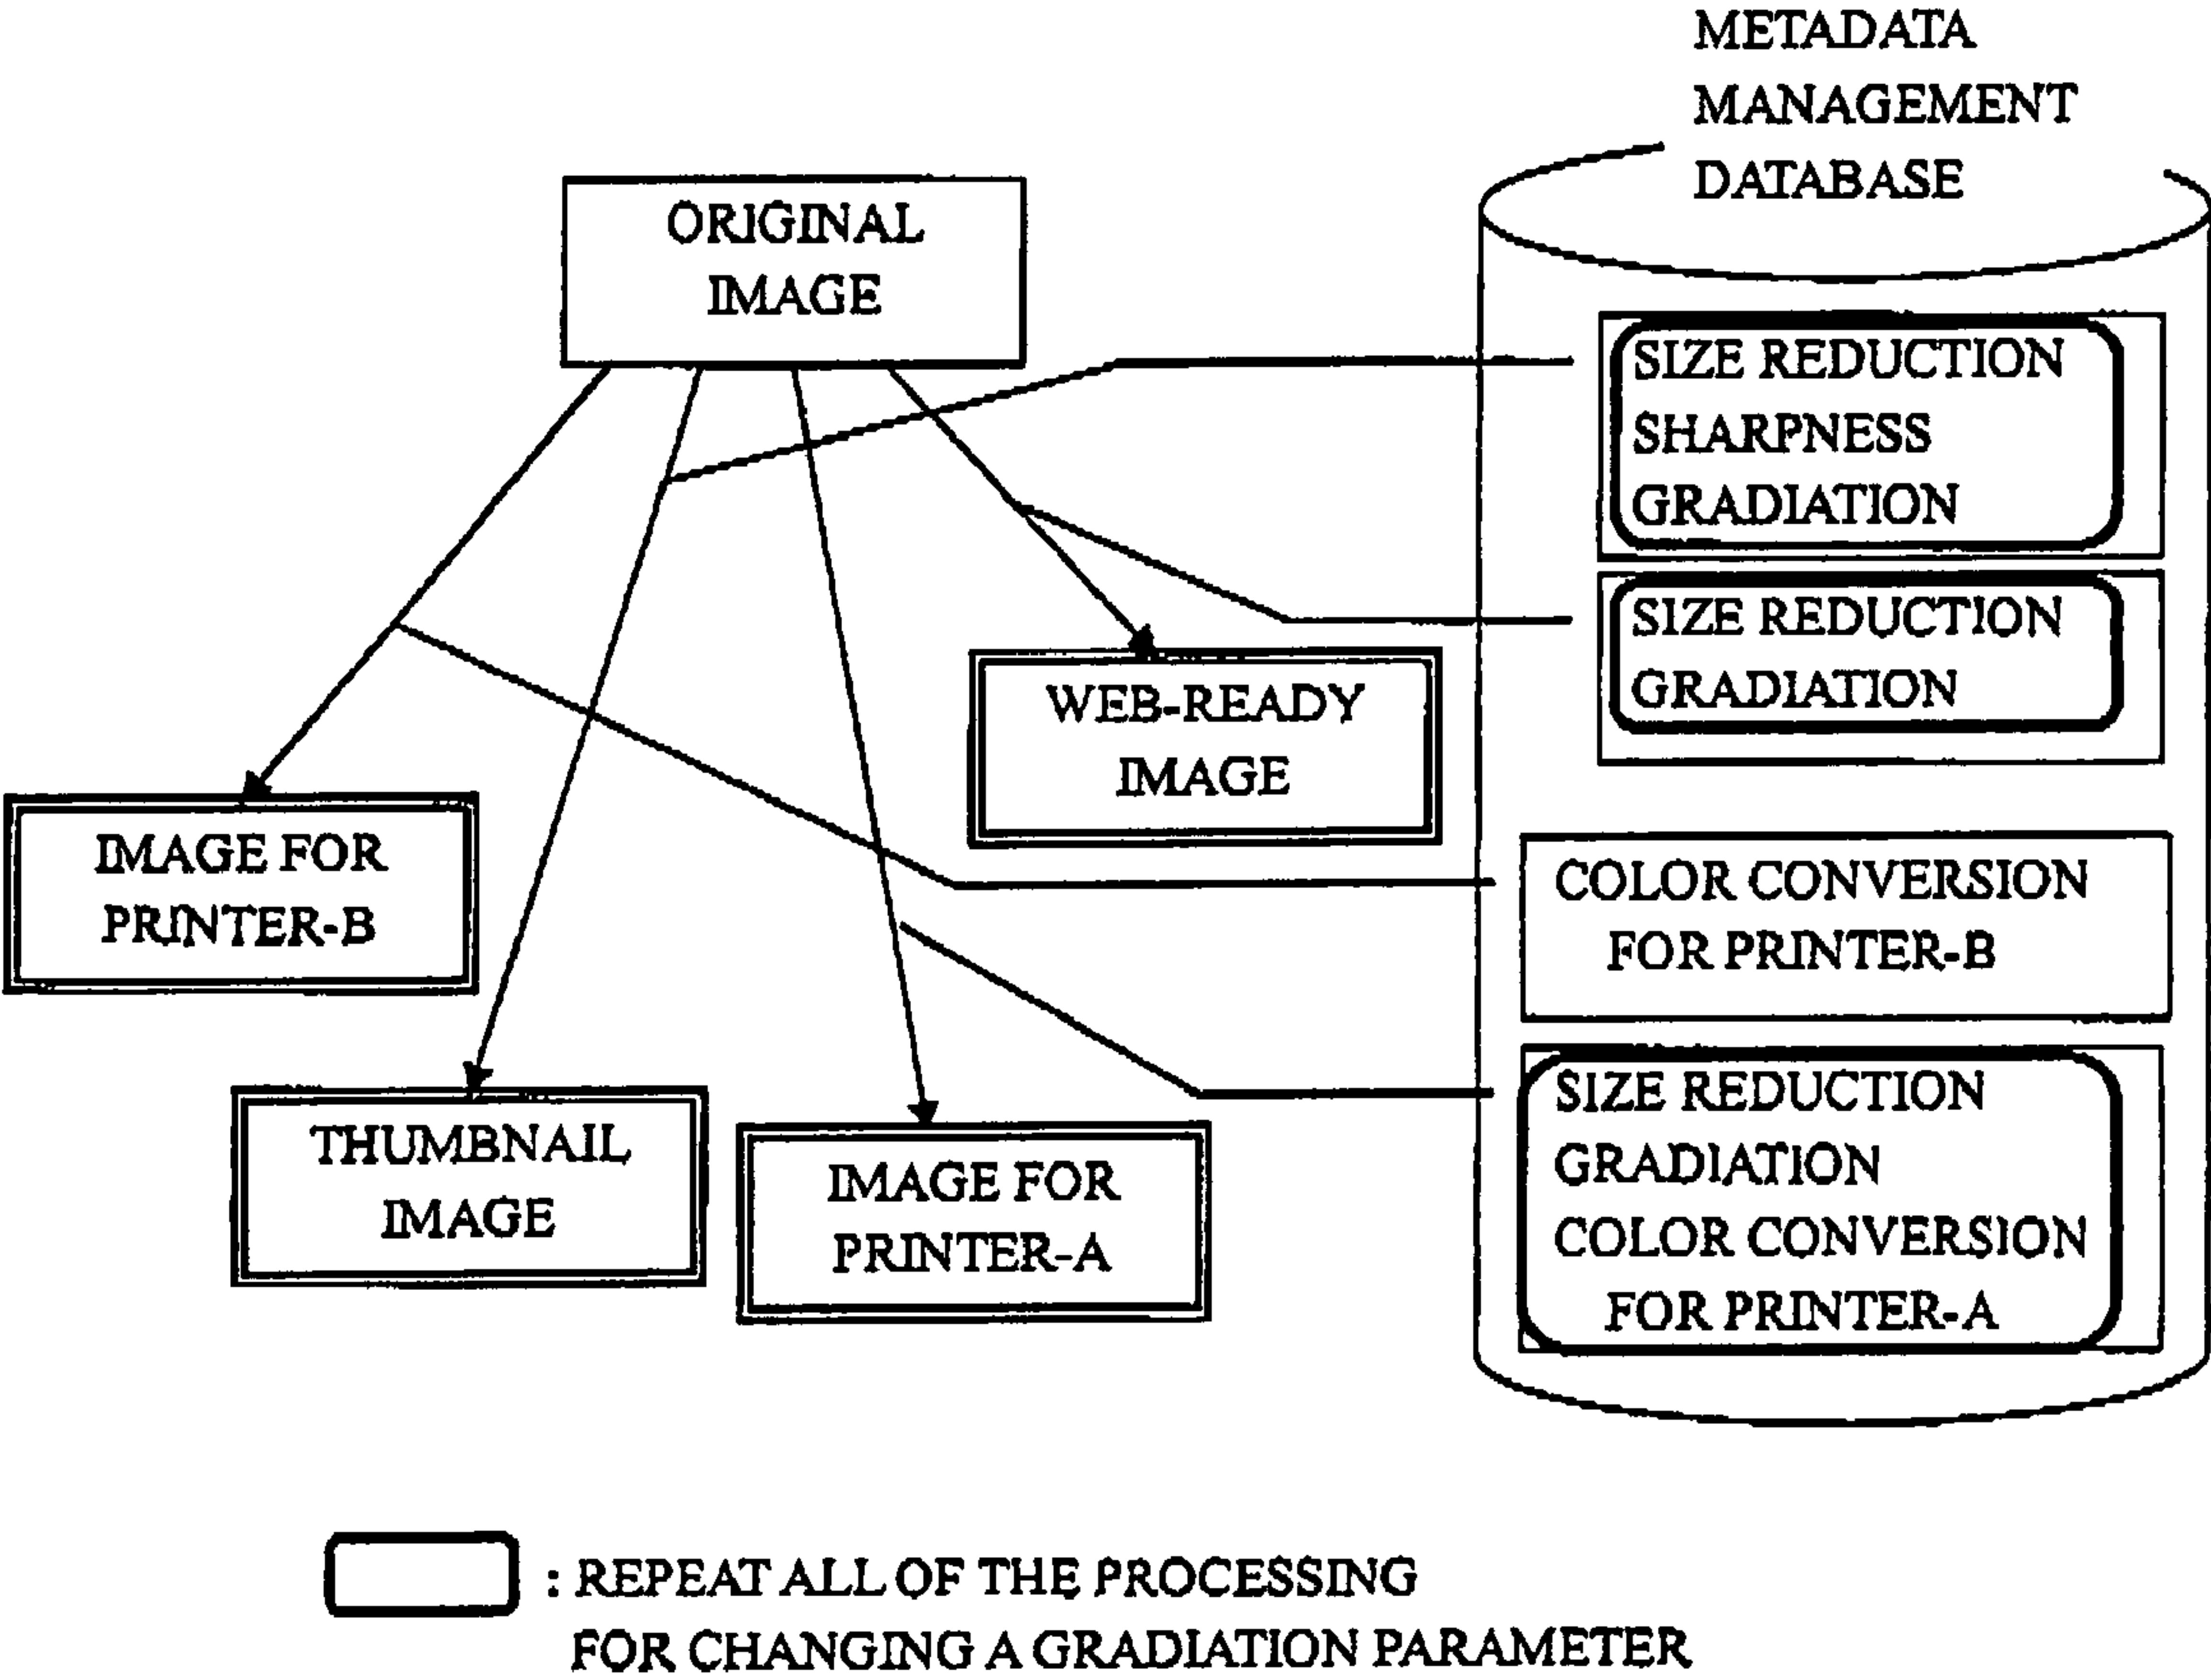 METADATA
MANAGEMENT
DATABASE
ORIGINAL
IMAGE
SIZE REDUCTION
SHARPNESS
GRADIATION
SIZE REDUCTION
GRADIATION
WEB-READY
IMAGE
IMAGE FOR
PRINTER-B
COLOR CONVERSION
FOR PRINTER-B
THUMBNAIL
IMAGE
IMAGE FOR
PRINTER-A
SIZE REDUCTION
GRADIATION
COLOR CONVERSION
FOR PRINTER-A
: REPEAT ALL OF THE PROCESSING
FOR CHANGING A GRADIATION PARAMETER